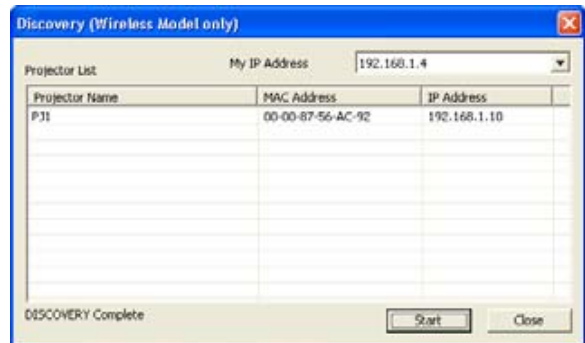 Discovery (Wireless Model only)
My IP Address 192.168.1.4
Projector List
Projector Name MAC Address IP Address
PJ1 00-00-87-56-AC-92 192.168.1.10
DISCOVERY Complete Start Close